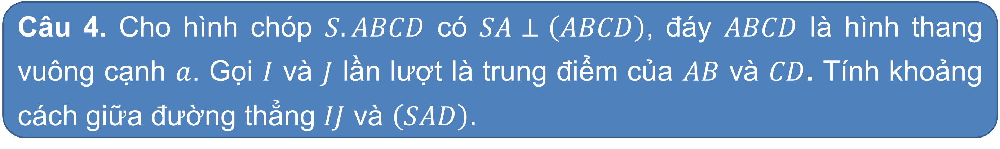 Câu 4. Cho hình chóp S.ABCD có SA ⊥ (ABCD), đáy ABCD là hình thang
vuông cạnh a. Gọi I và J lần lượt là trung điểm của AB và CD. Tính khoảng
cách giữa đường thẳng IJ và (SAD).